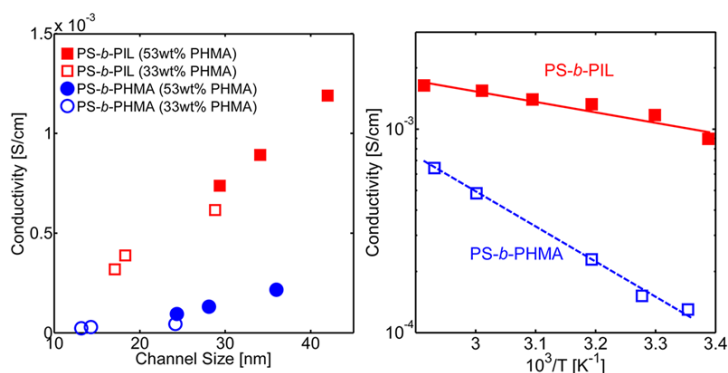 1.5
×10⁻³
PS-b-PIL (53wt% PHMA)
PS-b-PIL (33wt% PHMA)
PS-b-PHMA (53wt% PHMA)
PS-b-PHMA (33wt% PHMA)
1
0.5
0
Conductivity [S/cm]
10
20
30
40
Channel Size [nm]
PS-b-PIL
PS-b-PHMA
10⁻³
10⁻⁴
Conductivity [S/cm]
3
3.1
3.2
3.3
3.4
10³/T [K⁻¹]